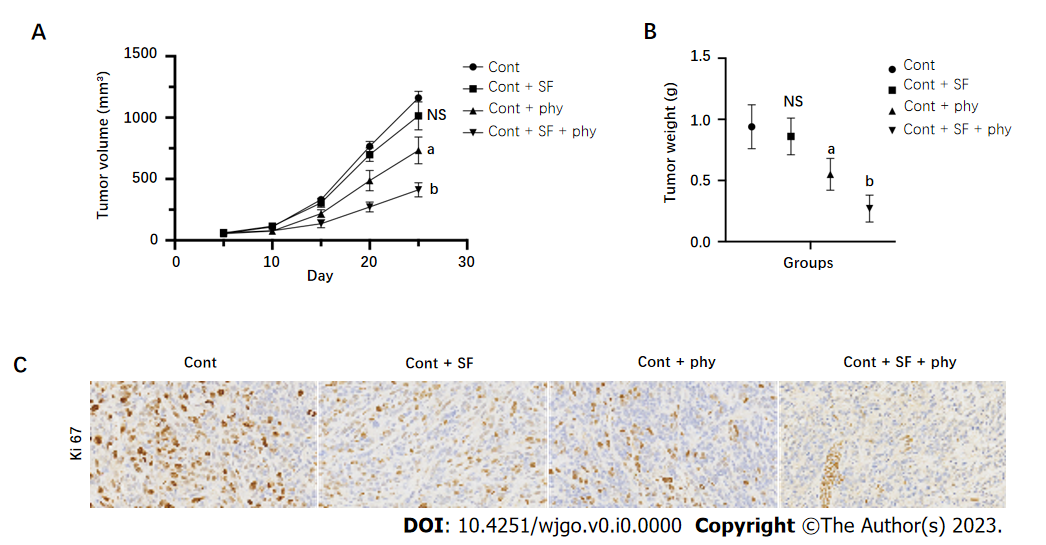 A
Tumor volume (mm³)
1500
1000
500
0
0 10 20 30
Day
Cont
Cont + SF
Cont + phy
Cont + SF + phy
NS
a
b
B
Tumor weight (g)
1.5
1.0
0.5
0.0
Groups
NS
a
b
Cont
Cont + SF
Cont + phy
Cont + SF + phy
C
Cont Cont + SF Cont + phy Cont + SF + phy
Ki 67
DOI: 10.4251/wjgo.v0.i0.0000 Copyright ©The Author(s) 2023.